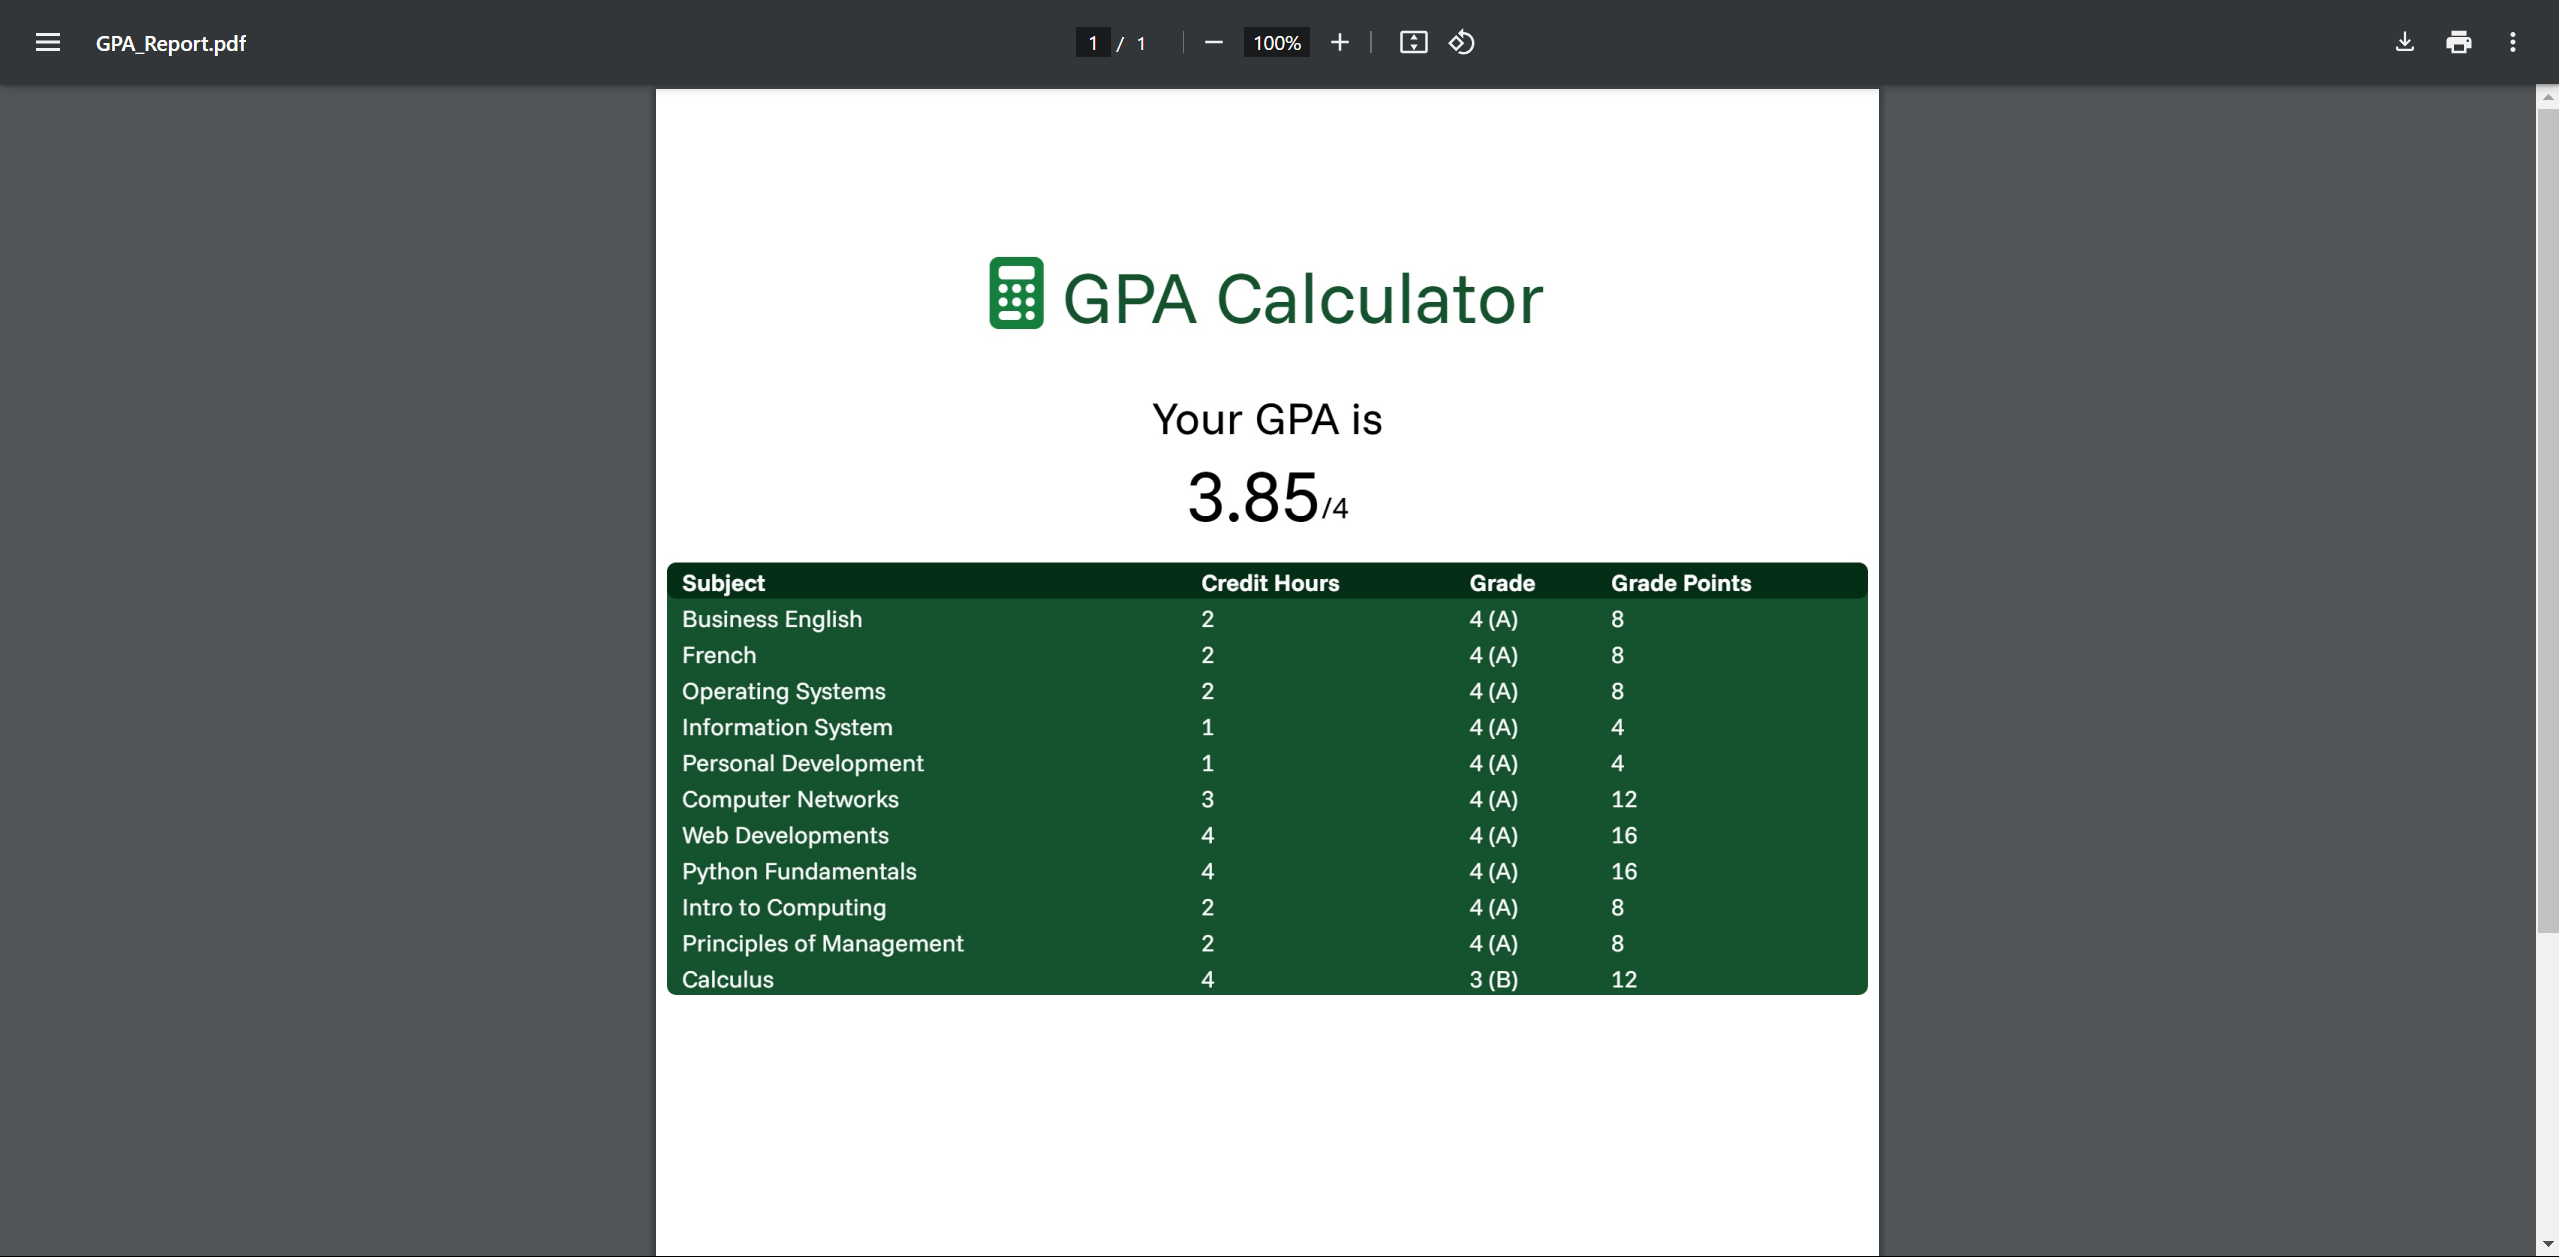 GPA_Report.pdf
1 / 1
100%
GPA Calculator
Your GPA is
3.85/4
Subject Credit Hours Grade Grade Points
Business English 2 4 (A) 8
French 2 4 (A) 8
Operating Systems 2 4 (A) 8
Information System 1 4 (A) 4
Personal Development 1 4 (A) 4
Computer Networks 3 4 (A) 12
Web Developments 4 4 (A) 16
Python Fundamentals 4 4 (A) 16
Intro to Computing 2 4 (A) 8
Principles of Management 2 4 (A) 8
Calculus 4 3 (B) 12